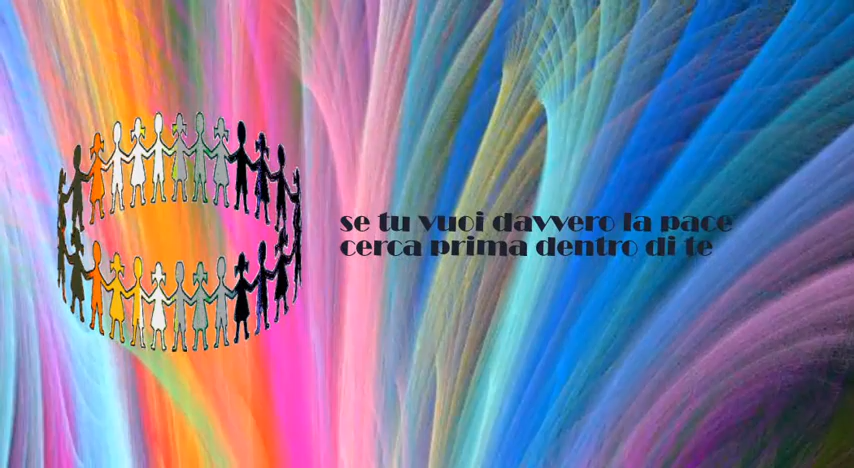 se tu vuoi davvero la pace
cerca prima dentro di te